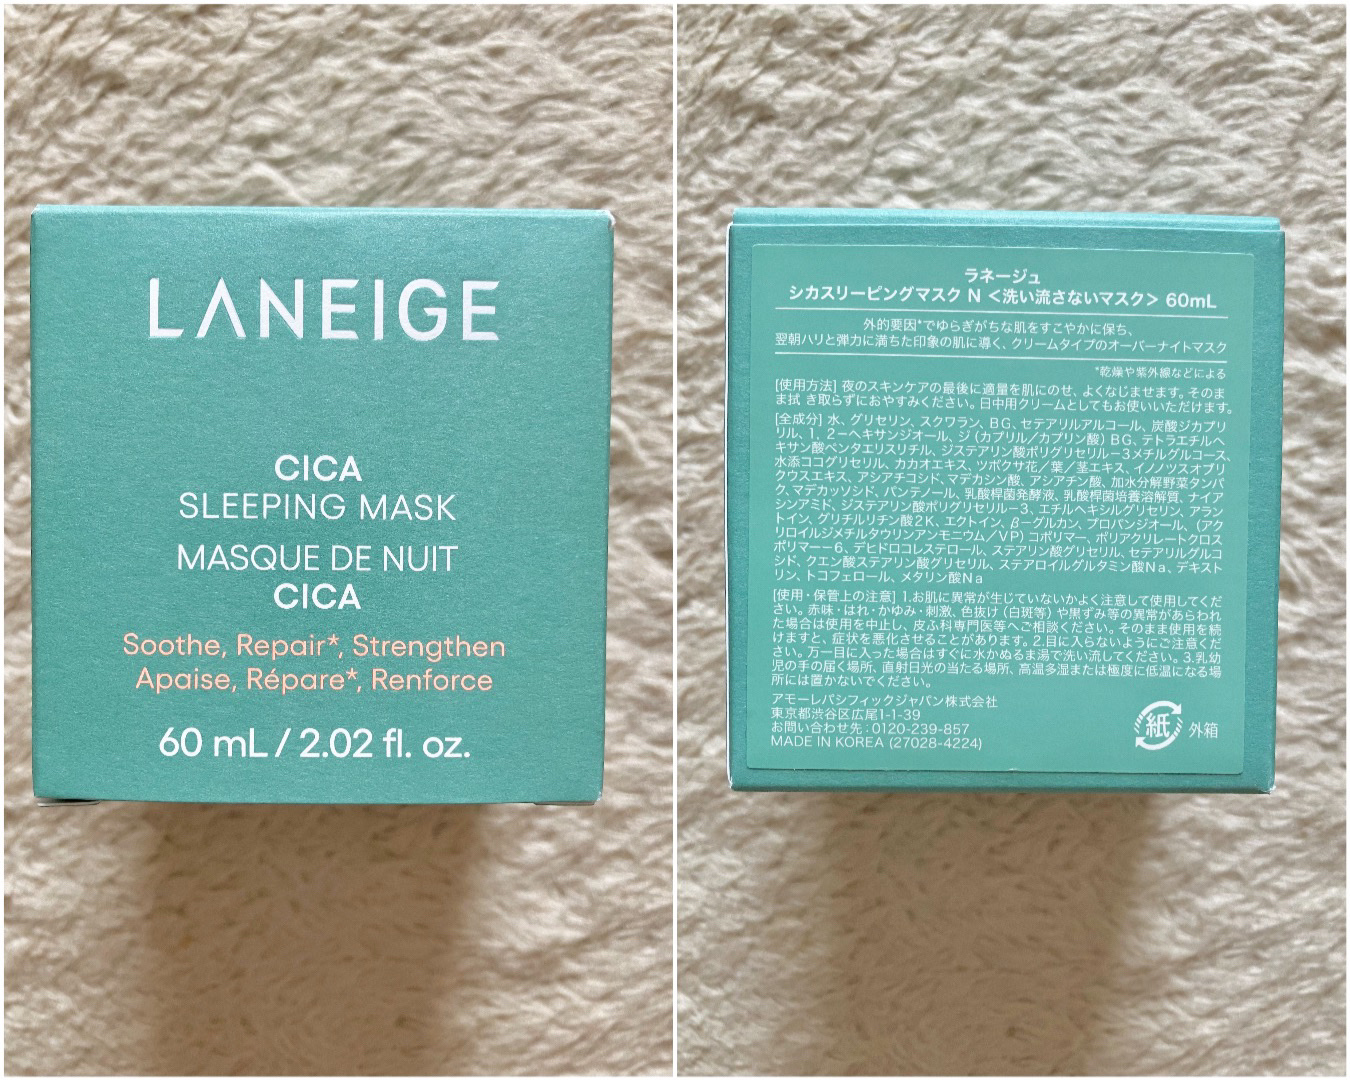 LANEIGE
CICA
SLEEPING MASK
MASQUE DE NUIT
CICA
Soothe, Repair*, Strengthen
Apaise, Répare*, Renforce
60 mL / 2.02 fl. oz.
ラネージュ
シカスリーピングマスク N <洗い流さないマスク> 60mL
外的要因*でゆらぎがちな肌をすこやかに保ち、
翌朝ハリと弾力に満ちた印象の肌に導く、クリームタイプのオーバーナイトマスク
*乾燥や紫外線などによる
[使用方法] 夜のスキンケアの最後に適量を肌にのせ、よくなじませます。そのま
ま拭き取らずにおやすみください。日中用クリームとしてもお使いいただけます。
[全成分] 水、グリセリン、スクワラン、BG、セテアリルアルコール、炭酸ジカプリ
リル、1，2－ヘキサンジオール、ジ（カプリル／カプリン酸）BG、テトラエチルヘ
キサン酸ペンタエリスリチル、ジステアリン酸ポリグリセリル－3メチルグルコース、
水添ココグリセリル、カカオエキス、ツボクサ花／葉／茎エキス、イノノツスオブリ
クウスエキス、アシアチコシド、マデカシン酸、アシアチン酸、加水分解野菜タンパ
ク、マデカッソシド、パンテノール、乳酸桿菌発酵液、乳酸桿菌培養溶解質、ナイア
シンアミド、ジステアリン酸ポリグリセリル－3、エチルヘキシルグリセリン、アラン
トイン、グリチルリチン酸2K、エクトイン、β－グルカン、プロパンジオール、（アク
リロイルジメチルタウリンアンモニウム／VP）コポリマー、ポリアクリレートクロス
ポリマー－6、デヒドロコレステロール、ステアリン酸グリセリル、セテアリルグルコ
シド、クエン酸ステアリン酸グリセリル、ステアロイルグルタミン酸Na、デキスト
リン、トコフェロール、メタリン酸Na
[使用・保管上の注意] 1.お肌に異常が生じていないかよく注意して使用してくだ
さい。赤味・はれ・かゆみ・刺激、色抜け（白斑等）や黒ずみ等の異常があらわれ
た場合は使用を中止し、皮ふ科専門医等へご相談ください。そのまま使用を続
けますと、症状を悪化させることがあります。2.目に入らないようにご注意くだ
さい。万一目に入った場合はすぐに水かぬるま湯で洗い流してください。3.乳幼
児の手の届く場所、直射日光の当たる場所、高温多湿または極度に低温になる場
所には置かないでください。
アモーレパシフィックジャパン株式会社
東京都渋谷区広尾1-1-39
お問い合わせ先：0120-239-857
MADE IN KOREA (27028-4224)
紙 外箱